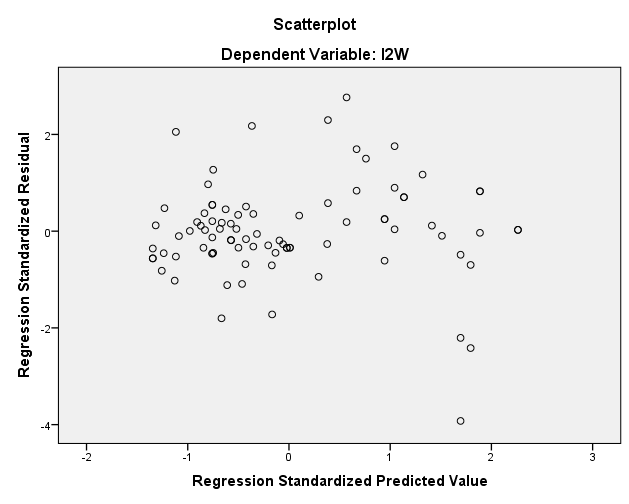 Scatterplot
Dependent Variable: I2W
Regression Standardized Residual
2
0
-2
-4
-2
-1
0
1
2
3
Regression Standardized Predicted Value